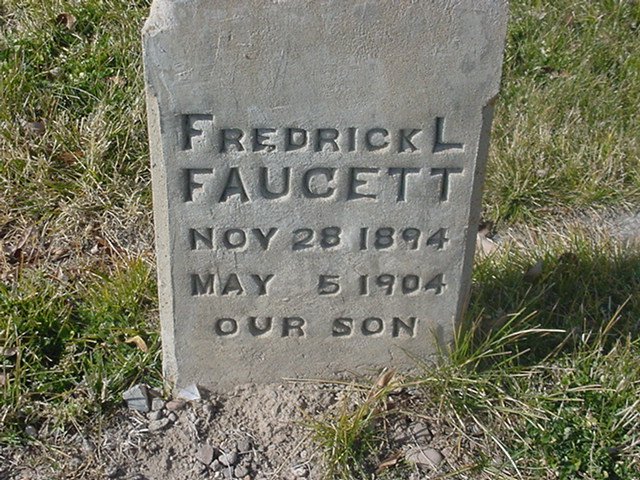 FREDRICK L
FAUCETT
NOV 28 1894
MAY 5 1904
OUR SON